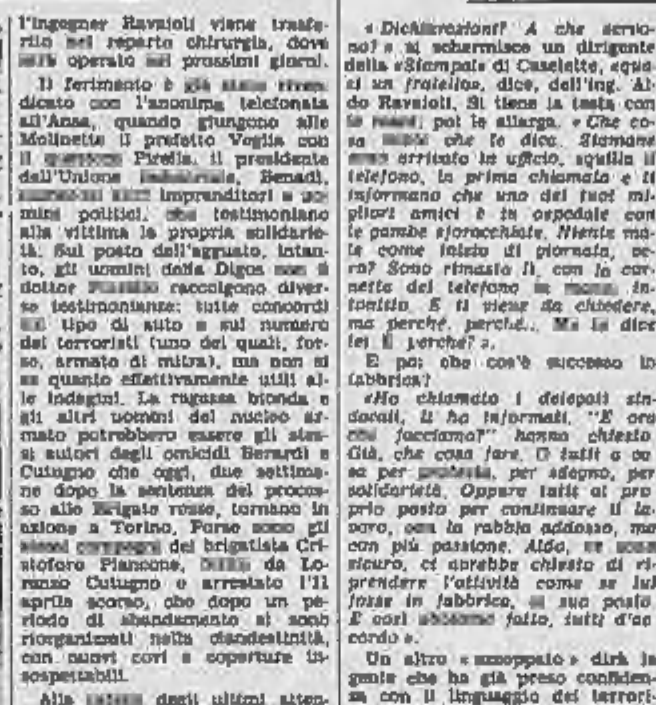 l'ingegner Ravaioli viene trasfe-
rito nel reparto chirurgia, dove
operato nei prossimi giorni.
Il ferimento è già stato riven-
dicato con l'anonima telefonata
all'Ansa, quando giungono alle
Molinette il prefetto Veglia con
il Pirella, il presidente
dell'Unione Benadì,
imprenditori e uo-
mini politici, che testimoniano
alla vittima la propria solidarie-
tà. Sul posto dell'agguato, intan-
to, gli uomini della Digos con il
dottor raccolgono diver-
se testimonianze: tutte concordi
sul tipo di auto e sul numero
dei terroristi (uno dei quali, for-
se, armato di mitra), ma non si
sa quanto effettivamente utili al-
le indagini. La ragazza bionda e
gli altri uomini del nucleo ar-
mato potrebbero essere gli stes-
si autori degli omicidi Berardi e
Cutugno che oggi, due settima-
ne dopo la sentenza del proces-
so alle Brigate rosse, tornano in
azione a Torino. Forse sono gli
stessi del brigatista Cri-
stoforo Piancone, da Lo-
renzo Cutugno e arrestato l'11
aprile scorso, che dopo un pe-
riodo di sbandamento si sono
riorganizzati nella clandestinità,
con nuovi covi e coperture in-
sospettabili.
Alla degli ultimi atten-
« Dichiarazioni? A che servo-
no? » si schermisce un dirigente
della «Stampa» di Caselette, «qua-
si un fratello», dice, dell'ing. Al-
do Ravaioli. Si tiene la testa con
le mani, poi le allarga. « Che co-
sa che le dica. Stamane
arrivato in ufficio, squilla il
telefono, la prima chiamata e ti
informano che uno dei tuoi mi-
gliori amici è in ospedale con
le gambe sforacchiate. Niente ma-
le come inizio di giornata, ve-
ro? Sono rimasto lì, con la cor-
netta del telefono in mano, in-
tontito. E ti viene da chiedere,
ma perché, perché... Me lo dice
lei il perché? ».
E poi che cos'è successo in
fabbrica?
«Ho chiamato i delegati sin-
dacali, li ho informati, "E ora
che facciamo?" hanno chiesto.
Già, che cosa fare. O tutti a ca-
sa per protesta, per sdegno, per
solidarietà. Oppure tutti al pro-
prio posto per continuare il la-
voro, con la rabbia addosso, ma
con più passione. Aldo, ne sono
sicuro, ci avrebbe chiesto di ri-
prendere l'attività come se lui
fosse in fabbrica, al suo posto.
E così abbiamo fatto, tutti d'ac-
cordo ».
Un altro « azzoppato » dirà la
gente che ha già preso confiden-
za con il linguaggio dei terrori-